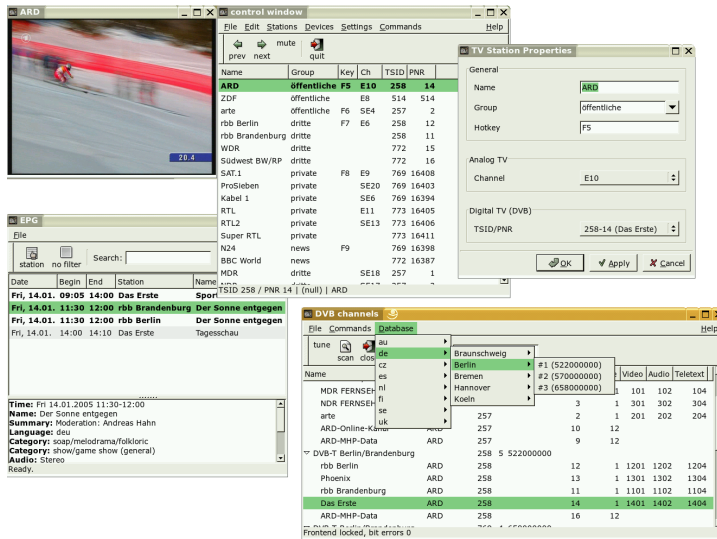 ARD
20.4
control window
File Edit Stations Devices Settings Commands Help
prev next mute quit
Name Group Key Ch TSID PNR
ARD öffentliche F5 E10 258 14
ZDF öffentliche E8 514 514
arte öffentliche F6 SE4 257 2
rbb Berlin dritte F7 E6 258 12
rbb Brandenburg dritte 258 11
WDR dritte 772 15
Südwest BW/RP dritte 772 16
SAT.1 private F8 E9 769 16408
ProSieben private SE20 769 16403
Kabel 1 private SE6 769 16394
RTL private E11 773 16405
RTL2 private SE13 773 16406
Super RTL private 773 16411
N24 news F9 769 16398
BBC World news 772 16387
MDR dritte SE18 257 1
TSID 258 / PNR 14 | (null) | ARD
TV Station Properties
General
Name ARD
Group öffentliche
Hotkey F5
Analog TV
Channel E10
Digital TV (DVB)
TSID/PNR 258-14 (Das Erste)
OK Apply Cancel
EPG
File
station no filter Search:
Date Begin End Station Name
Fri, 14.01. 09:05 14:00 Das Erste Sport
Fri, 14.01. 11:30 12:00 rbb Brandenburg Der Sonne entgegen
Fri, 14.01. 11:30 12:00 rbb Berlin Der Sonne entgegen
Fri, 14.01. 14:00 14:10 Das Erste Tagesschau
Time: Fri 14.01.2005 11:30-12:00
Name: Der Sonne entgegen
Summary: Moderation: Andreas Hahn
Language: deu
Category: soap/melodrama/folkloric
Category: show/game show (general)
Audio: Stereo
Ready.
DVB channels
File Commands Database Help
tune scan clos
au
de
cz
es
nl
fi
se
uk
Braunschweig
Berlin
Bremen
Hannover
Koeln
#1 (522000000)
#2 (570000000)
#3 (658000000)
Name Video Audio Teletext
MDR FERNSEH 1 1 101 102 104
NDR FERNSEH 3 1 301 302 304
arte 257 2 1 201 202 204
ARD-Online-Kanal ARD 257 10 12
ARD-MHP-Data ARD 257 9 12
DVB-T Berlin/Brandenburg 258 5 522000000
rbb Berlin ARD 258 12 1 1201 1202 1204
Phoenix ARD 258 13 1 1301 1302 1304
rbb Brandenburg ARD 258 11 1 1101 1102 1104
Das Erste ARD 258 14 1 1401 1402 1404
ARD-MHP-Data ARD 258 16 12
DVB-T Berlin/Brandenburg 769 4 658000000
Frontend locked, bit errors 0